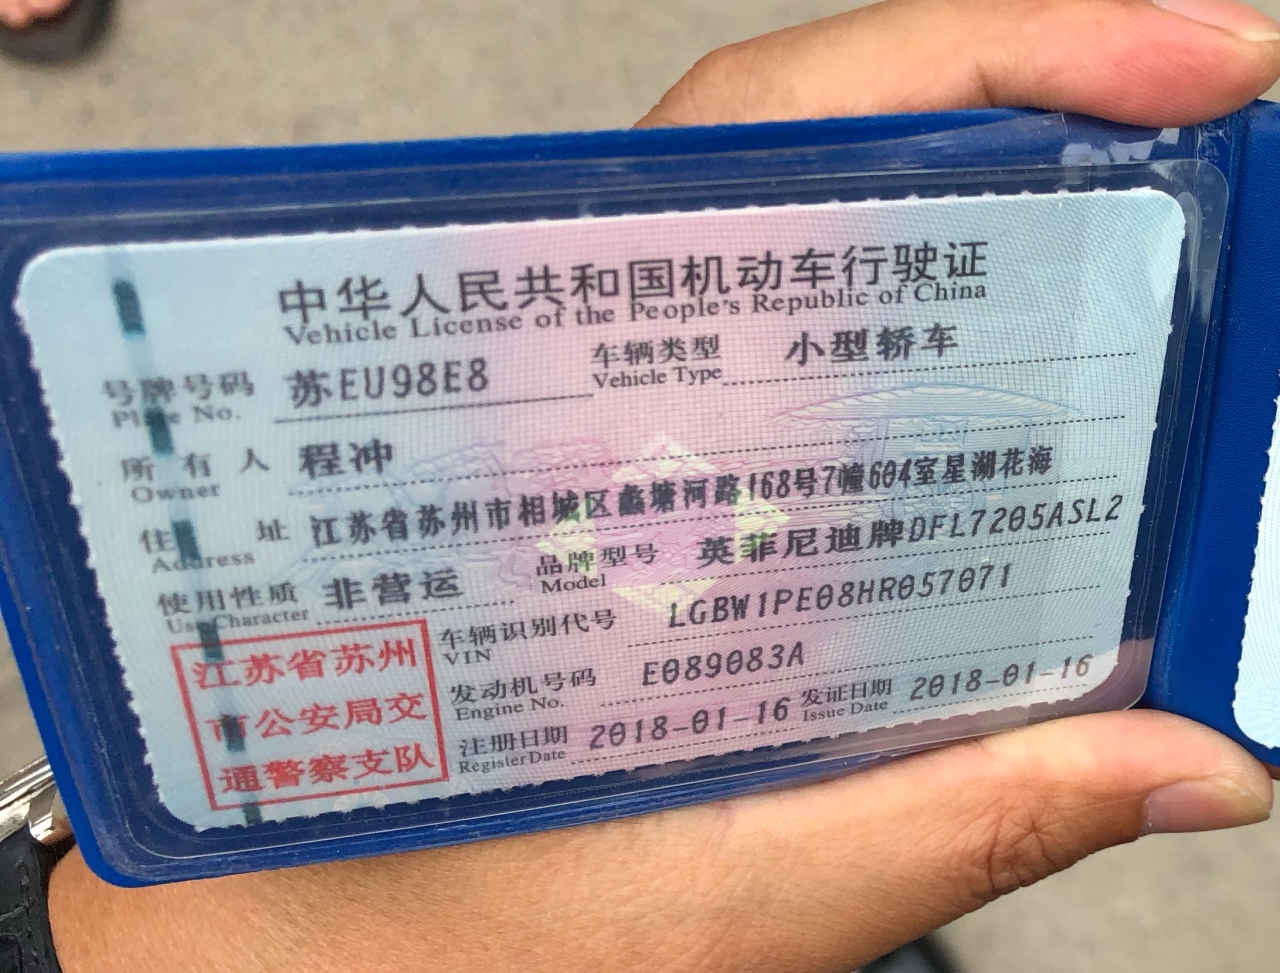 中华人民共和国机动车行驶证
Vehicle License of the People's Republic of China
号牌号码 苏EU98E8 车辆类型 小型轿车
Plate No. Vehicle Type
所有人 程冲
Owner
住址 江苏省苏州市相城区蠡塘河路168号7幢604室星湖花海
Address
使用性质 非营运 品牌型号 英菲尼迪牌DFL7205ASL2
Use Character Model
车辆识别代号 LGBW1PE08HR057071
VIN
发动机号码 E089083A
Engine No.
注册日期 2018-01-16 发证日期 2018-01-16
Register Date Issue Date
江苏省苏州
市公安局交
通警察支队